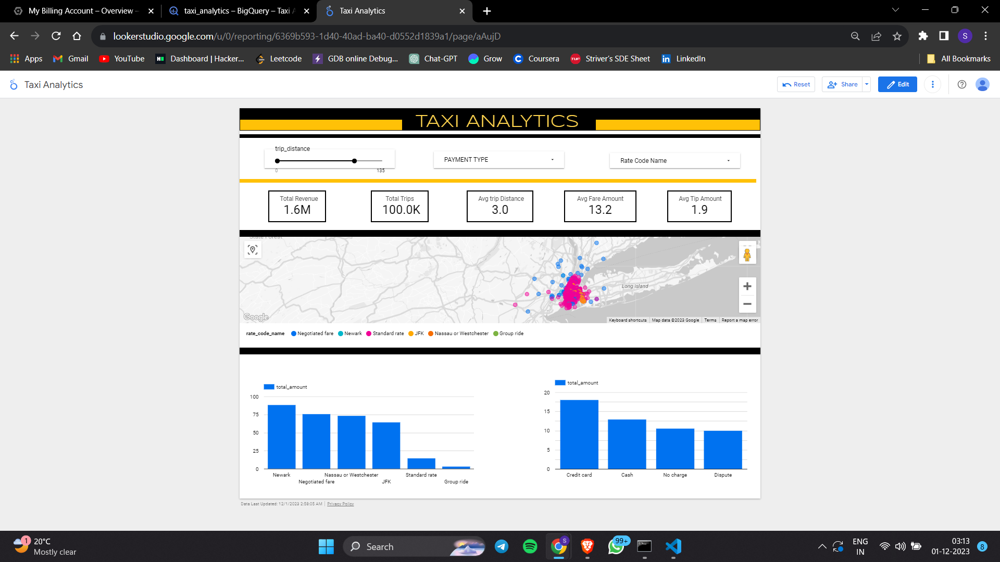 My Billing Account – Overview –
taxi_analytics – BigQuery – Taxi A
Taxi Analytics
lookerstudio.google.com/u/0/reporting/6369b593-1d40-40ad-ba40-d0552d1839a1/page/aAujD
S
Apps
Gmail
YouTube
Dashboard | Hacker...
Leetcode
GDB online Debug...
Chat-GPT
Grow
Coursera
TUF
Striver's SDE Sheet
LinkedIn
All Bookmarks
Taxi Analytics
Reset
Share
Edit
TAXI ANALYTICS
trip_distance
0
135
PAYMENT TYPE
Rate Code Name
Total Revenue
1.6M
Total Trips
100.0K
Avg trip Distance
3.0
Avg Fare Amount
13.2
Avg Tip Amount
1.9
State Forest
Long Island
Google
Keyboard shortcuts
Map data ©2023 Google
Terms
Report a map error
rate_code_name
Negotiated fare
Newark
Standard rate
JFK
Nassau or Westchester
Group ride
total_amount
100
75
50
25
0
Newark
Negotiated fare
Nassau or Westchester
JFK
Standard rate
Group ride
total_amount
20
15
10
5
0
Credit card
Cash
No charge
Dispute
Data Last Updated: 12/1/2023 2:59:05 AM
Privacy Policy
1
20°C
Mostly clear
Search
S
99+
ENG
IN
03:13
01-12-2023
8